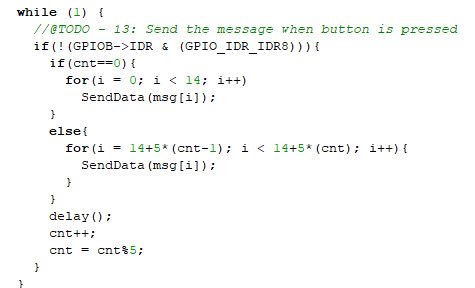 while (1) {
//@TODO - 13: Send the message when button is pressed
if(!(GPIOB->IDR & (GPIO_IDR_IDR8))){
if(cnt==0){
for(i = 0; i < 14; i++)
SendData(msg[i]);
}
else{
for(i = 14+5*(cnt-1); i < 14+5*(cnt); i++){
SendData(msg[i]);
}
}
delay();
cnt++;
cnt = cnt%5;
}
}